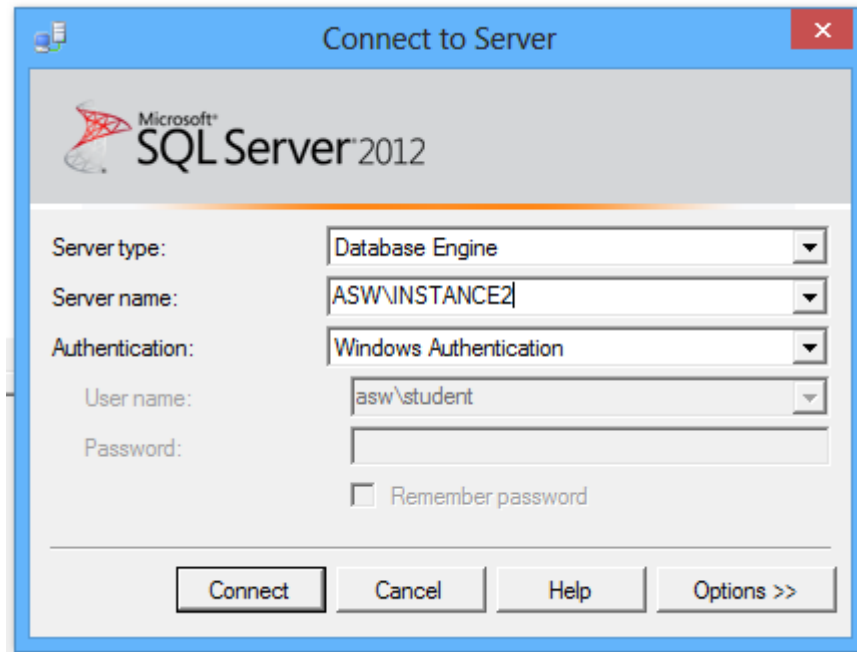 Connect to Server
Microsoft®
SQL Server® 2012
Server type: Database Engine
Server name: ASW\INSTANCE2
Authentication: Windows Authentication
User name: asw\student
Password:
Remember password
Connect Cancel Help Options >>